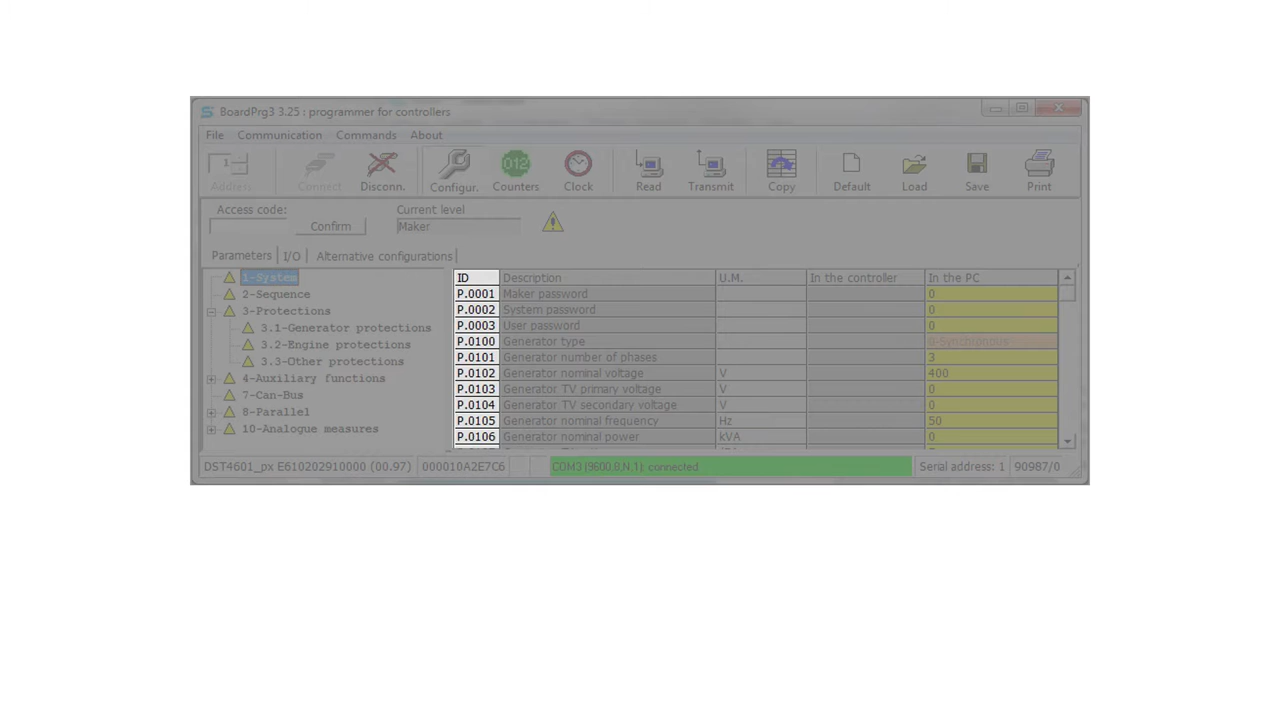 BoardPrg3 3.25 : programmer for controllers
File Communication Commands About
Address Connect Disconn. Configur. 012 Counters Clock Read Transmit Copy Default Load Save Print
Access code: Current level
Confirm Maker
Parameters I/O Alternative configurations
ID Description U.M. In the controller In the PC
1-System
2-Sequence
3-Protections
3.1-Generator protections
3.2-Engine protections
3.3-Other protections
4-Auxiliary functions
7-Can-Bus
8-Parallel
10-Analogue measures
P.0001 Maker password 0
P.0002 System password 0
P.0003 User password 0
P.0100 Generator type 0-Synchronous
P.0101 Generator number of phases 3
P.0102 Generator nominal voltage V 400
P.0103 Generator TV primary voltage V 0
P.0104 Generator TV secondary voltage V 0
P.0105 Generator nominal frequency Hz 50
P.0106 Generator nominal power kVA 0
DST4601_px E610202910000 (00.97) 000010A2E7C6 COM3 (9600,8,N,1): connected Serial address: 1 90987/0